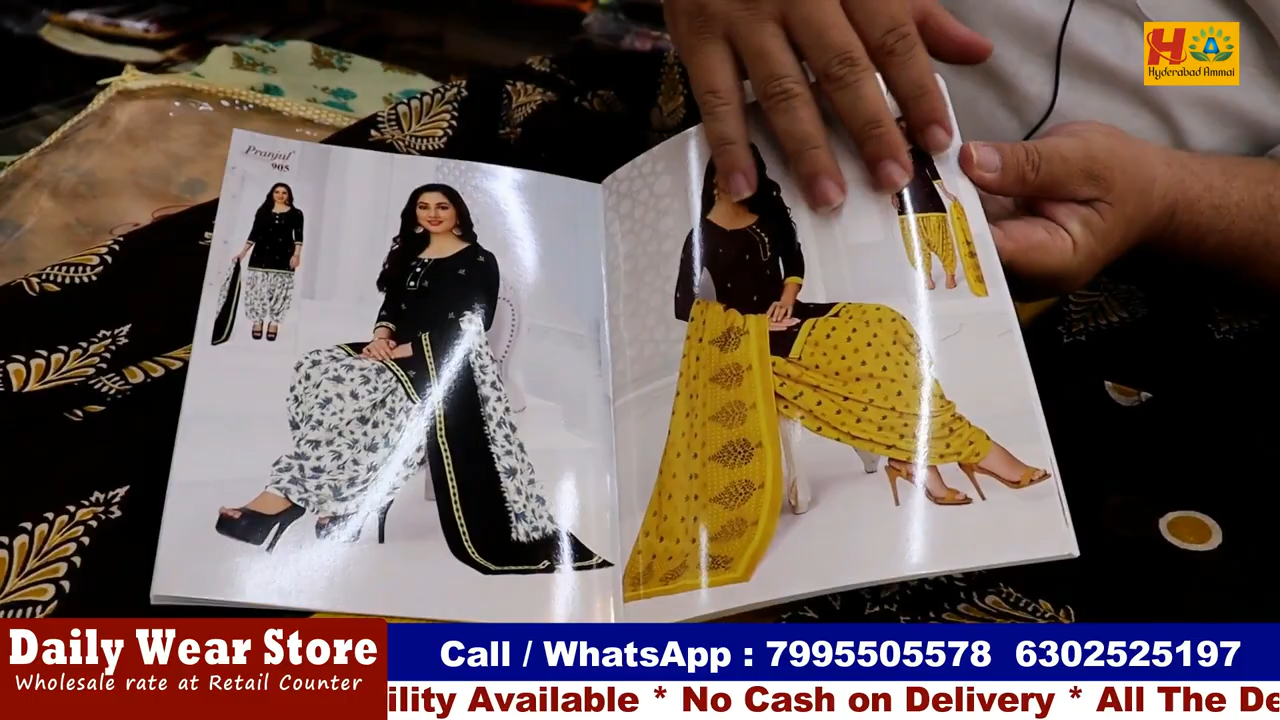 Hyderabad Ammai
Pranjul
905
Daily Wear Store
Wholesale rate at Retail Counter
Call / WhatsApp : 7995505578 6302525197
ility Available * No Cash on Delivery * All The De